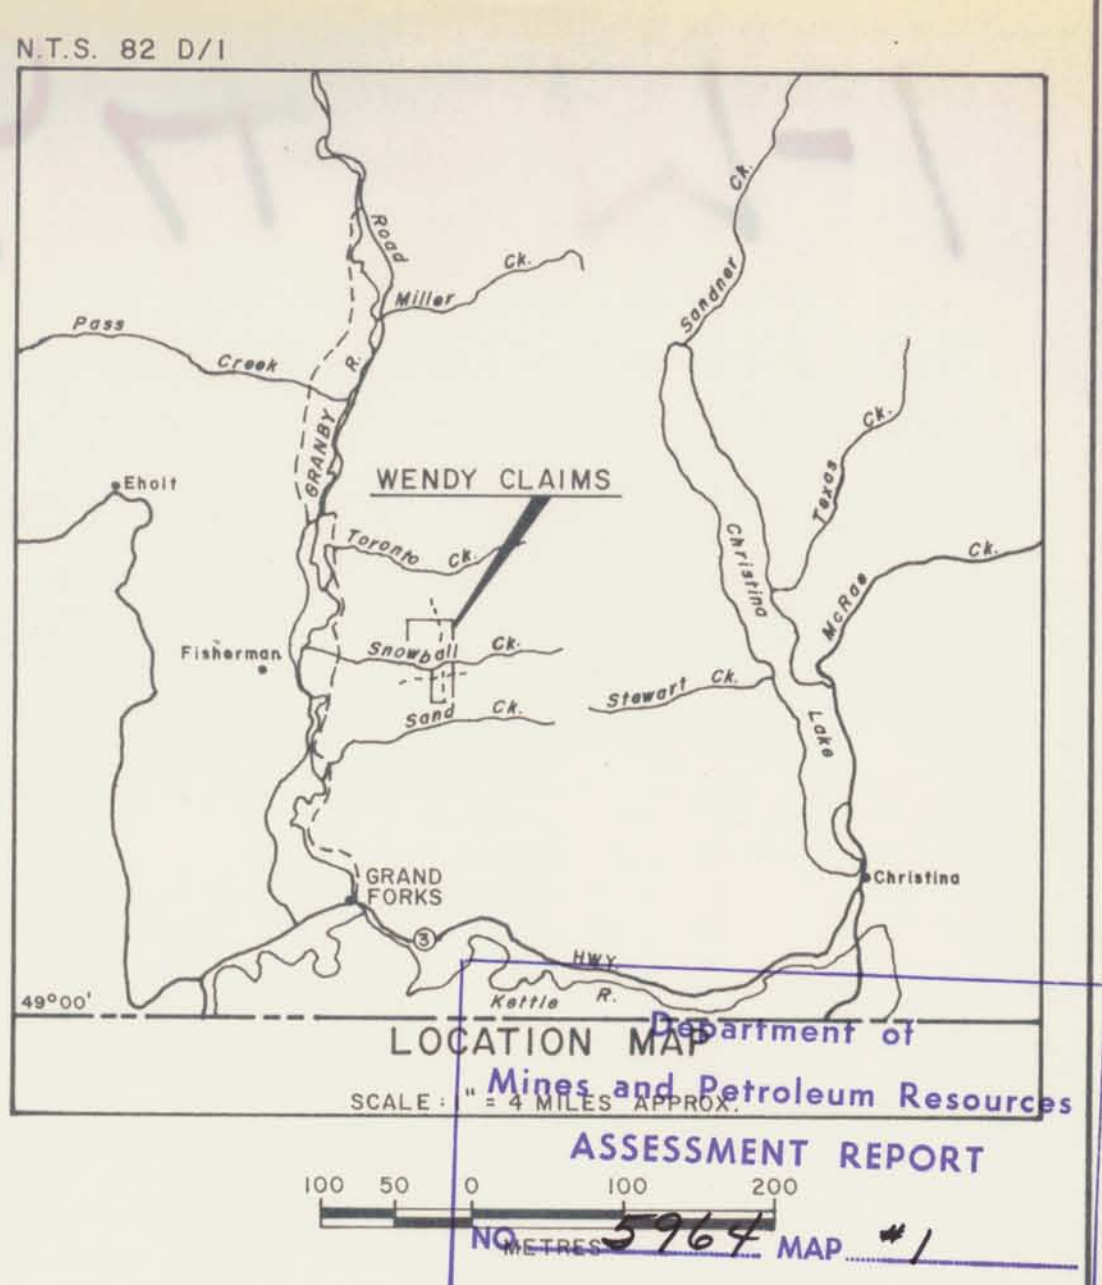 N.T.S. 82 D/1
Road
Sandner Ck.
Miller Ck.
Pass Creek
GRANBY R.
Eholt
WENDY CLAIMS
Texas Ck.
Toronto Ck.
Christina Lake
McRae Ck.
Fisherman
Snowball Ck.
Stewart Ck.
Sand Ck.
GRAND
FORKS
Christina
3
HWY.
Kettle R.
49°00'
LOCATION MAP
SCALE : " = 4 MILES APPROX.
Department of
Mines and Petroleum Resources
ASSESSMENT REPORT
NO. 5964 MAP #1
100 50 0 100 200
METRES